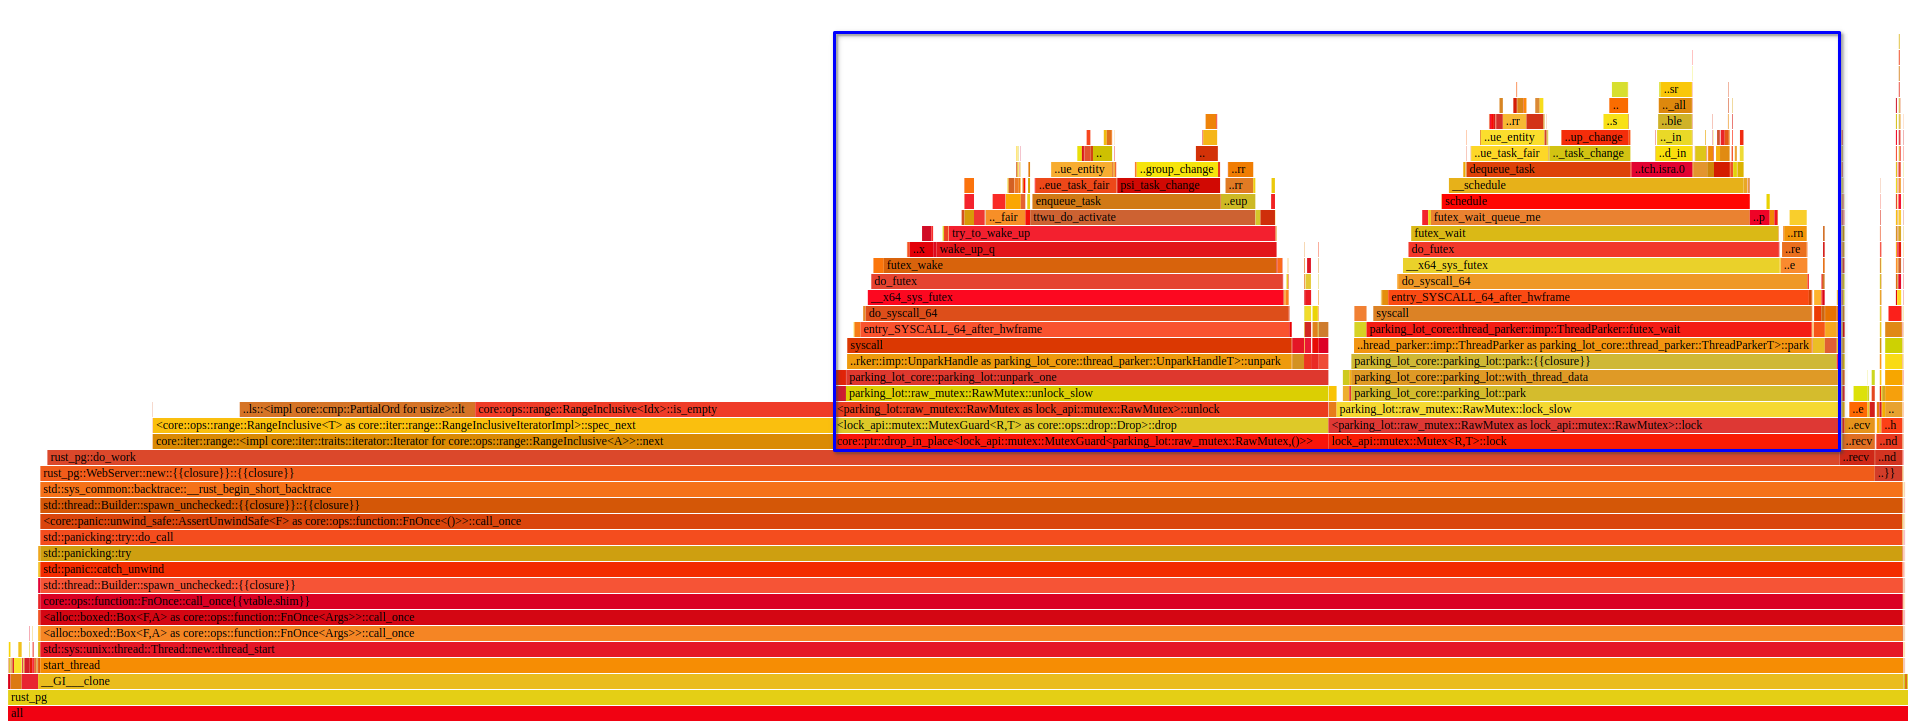 ..sr
.. .._all
..rr ..s ..ble
..ue_entity ..up_change .._in
.. .. ..ue_task_fair .._task_change ..d_in
..ue_entity ..group_change ..rr dequeue_task ..tch.isra.0
..eue_task_fair psi_task_change ..rr __schedule
enqueue_task ..eup schedule
.._fair ttwu_do_activate futex_wait_queue_me ..p
try_to_wake_up futex_wait ..rn
..x wake_up_q do_futex ..re
futex_wake __x64_sys_futex ..e
do_futex do_syscall_64
__x64_sys_futex entry_SYSCALL_64_after_hwframe
do_syscall_64 syscall
entry_SYSCALL_64_after_hwframe parking_lot_core::thread_parker::imp::ThreadParker::futex_wait
syscall ..hread_parker::imp::ThreadParker as parking_lot_core::thread_parker::ThreadParkerT>::park
..rker::imp::UnparkHandle as parking_lot_core::thread_parker::UnparkHandleT>::unpark parking_lot_core::parking_lot::park::{{closure}}
parking_lot_core::parking_lot::unpark_one parking_lot_core::parking_lot::with_thread_data
parking_lot::raw_mutex::RawMutex::unlock_slow parking_lot_core::parking_lot::park
..ls::<impl core::cmp::PartialOrd for usize>::lt core::ops::range::RangeInclusive<Idx>::is_empty <parking_lot::raw_mutex::RawMutex as lock_api::mutex::RawMutex>::unlock parking_lot::raw_mutex::RawMutex::lock_slow ..e ..
<core::ops::range::RangeInclusive<T> as core::iter::range::RangeInclusiveIteratorImpl>::spec_next <lock_api::mutex::MutexGuard<R,T> as core::ops::drop::Drop>::drop <parking_lot::raw_mutex::RawMutex as lock_api::mutex::RawMutex>::lock ..ecv ..h
core::iter::range::<impl core::iter::traits::iterator::Iterator for core::ops::range::RangeInclusive<A>>::next core::ptr::drop_in_place<lock_api::mutex::MutexGuard<parking_lot::raw_mutex::RawMutex,()>> lock_api::mutex::Mutex<R,T>::lock ..recv ..nd
rust_pg::do_work ..recv ..nd
rust_pg::WebServer::new::{{closure}}::{{closure}} ..}}
std::sys_common::backtrace::__rust_begin_short_backtrace
std::thread::Builder::spawn_unchecked::{{closure}}::{{closure}}
<core::panic::unwind_safe::AssertUnwindSafe<F> as core::ops::function::FnOnce<()>>::call_once
std::panicking::try::do_call
std::panicking::try
std::panic::catch_unwind
std::thread::Builder::spawn_unchecked::{{closure}}
core::ops::function::FnOnce::call_once{{vtable.shim}}
<alloc::boxed::Box<F,A> as core::ops::function::FnOnce<Args>>::call_once
<alloc::boxed::Box<F,A> as core::ops::function::FnOnce<Args>>::call_once
std::sys::unix::thread::Thread::new::thread_start
start_thread
__GI___clone
rust_pg
all